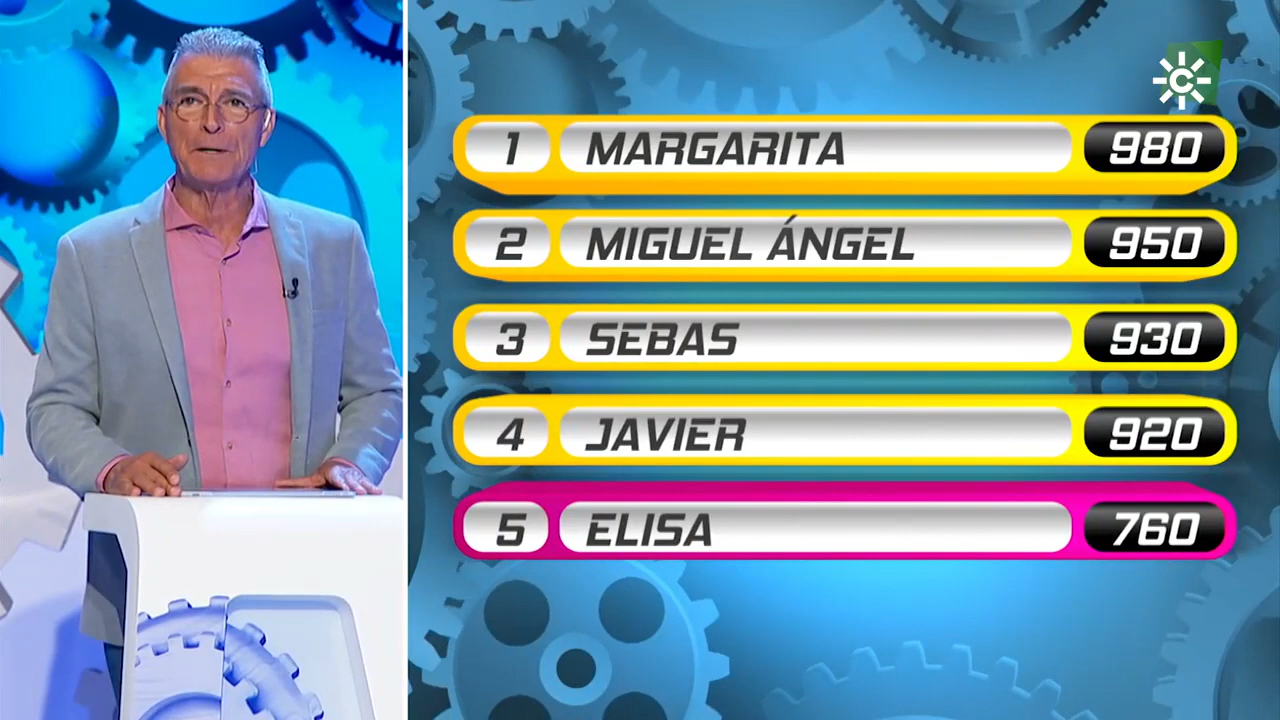 1 MARGARITA 980
2 MIGUEL ÁNGEL 950
3 SEBAS 930
4 JAVIER 920
5 ELISA 760